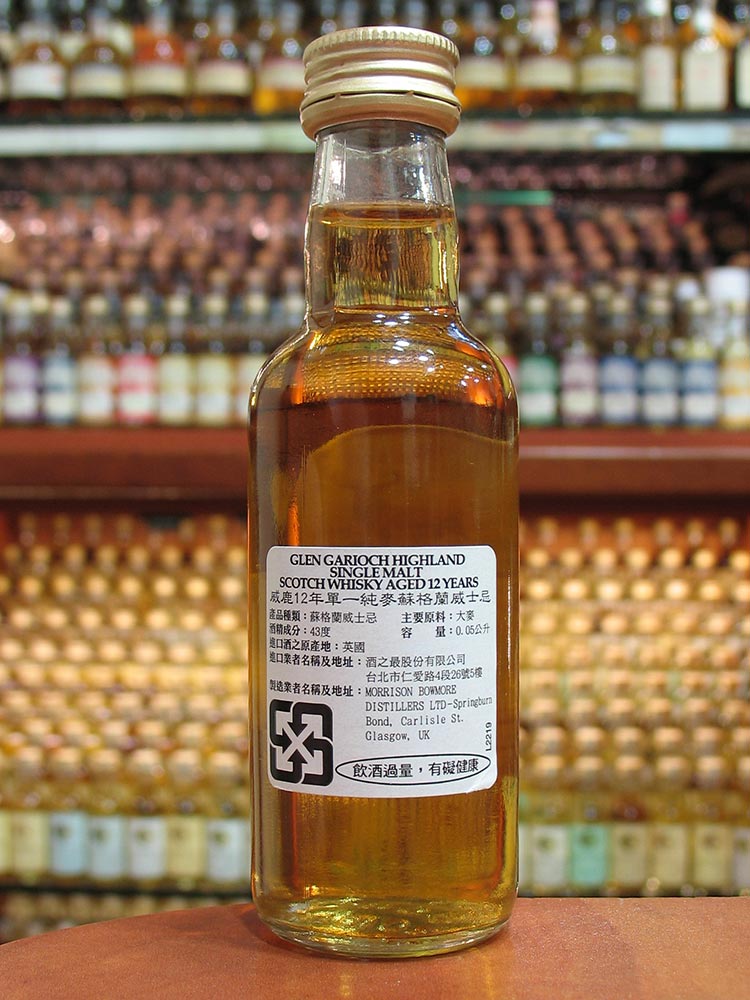 GLEN GARIOCH HIGHLAND
SINGLE MALT
SCOTCH WHISKY AGED 12 YEARS
威鹿12年單一純麥蘇格蘭威士忌
產品種類：蘇格蘭威士忌 主要原料：大麥
酒精成分：43度 容 量：0.05公升
進口酒之原產地：英國
進口業者名稱及地址：酒之最股份有限公司
台北市仁愛路4段26號5樓
製造業者名稱及地址：MORRISON BOWMORE
DISTILLERS LTD-Springburn
Bond, Carlisle St.
Glasgow, UK
L2219
飲酒過量，有礙健康